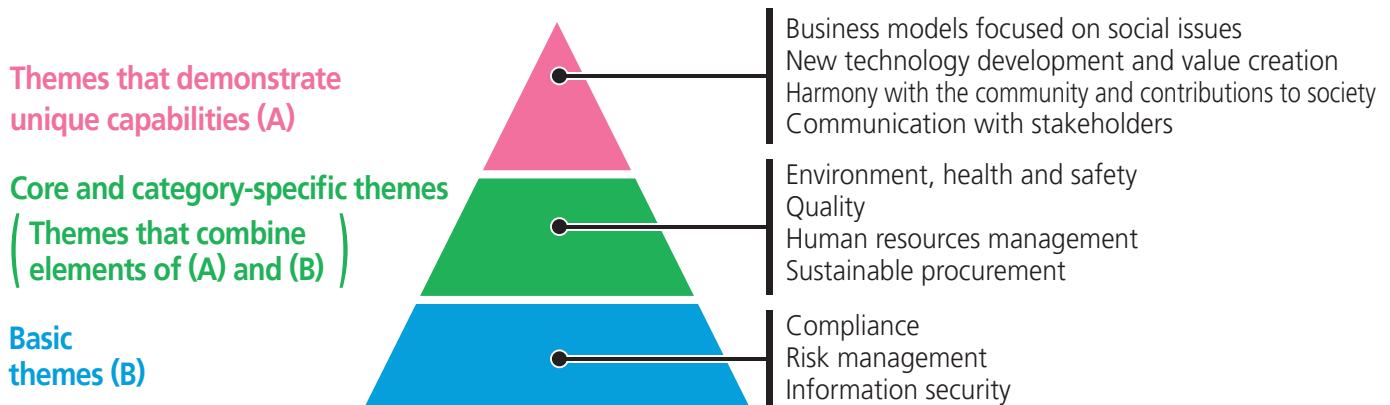 Themes that demonstrate
unique capabilities (A)
Business models focused on social issues
New technology development and value creation
Harmony with the community and contributions to society
Communication with stakeholders
Core and category-specific themes
(Themes that combine
elements of (A) and (B))
Environment, health and safety
Quality
Human resources management
Sustainable procurement
Basic
themes (B)
Compliance
Risk management
Information security